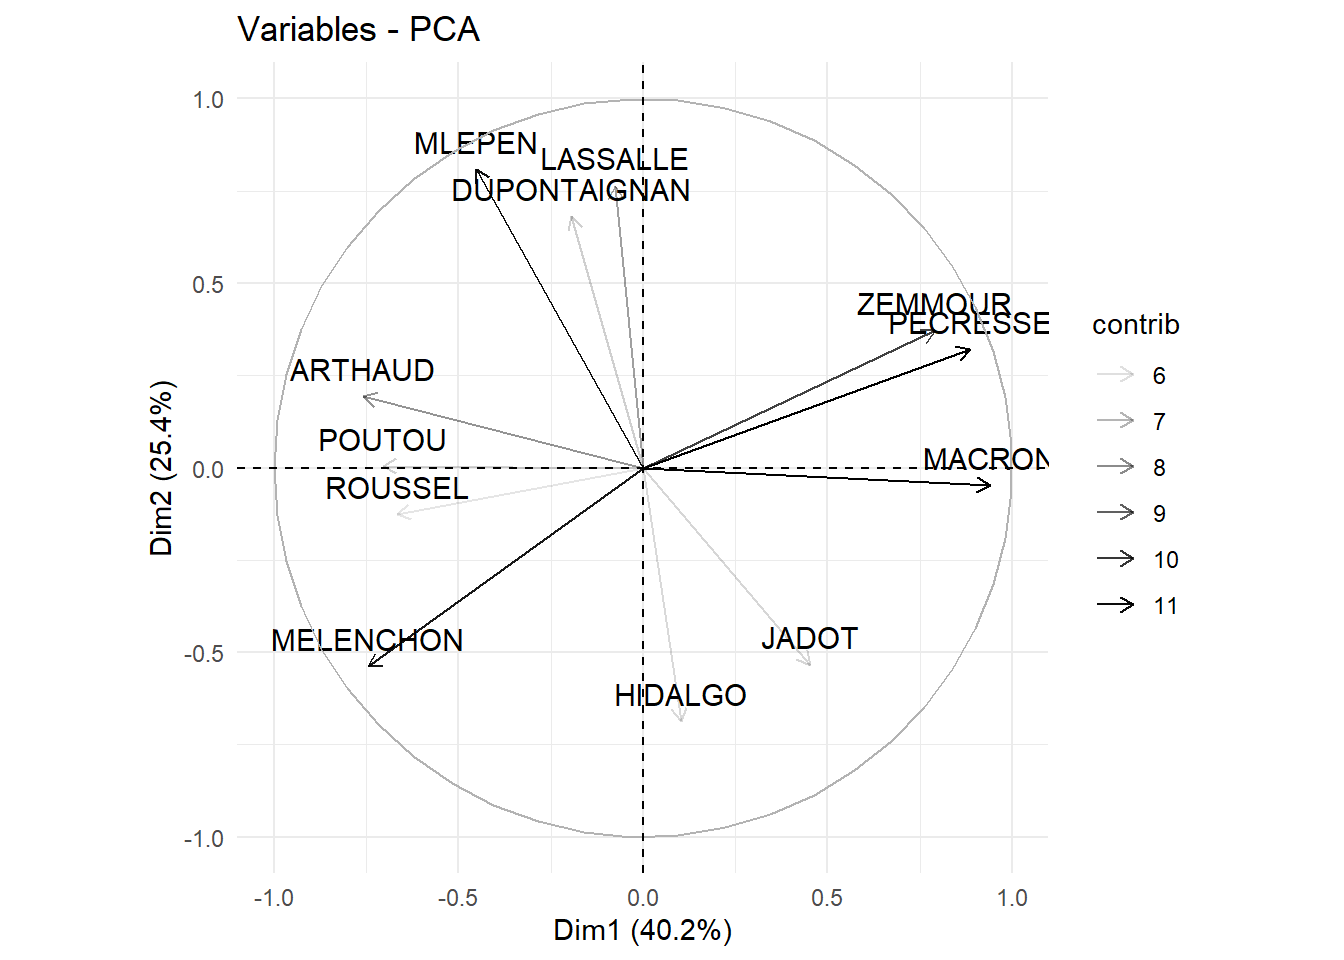 Variables - PCA
1.0
0.5
0.0
-0.5
-1.0
Dim2 (25.4%)
MLEPEN
LASSALLE
DUPONTAIGNAN
ZEMMOUR
PECRESSE
ARTHAUD
POUTOU
MACRON
ROUSSEL
MELENCHON
JADOT
HIDALGO
-1.0
-0.5
0.0
0.5
1.0
Dim1 (40.2%)
contrib
6
7
8
9
10
11